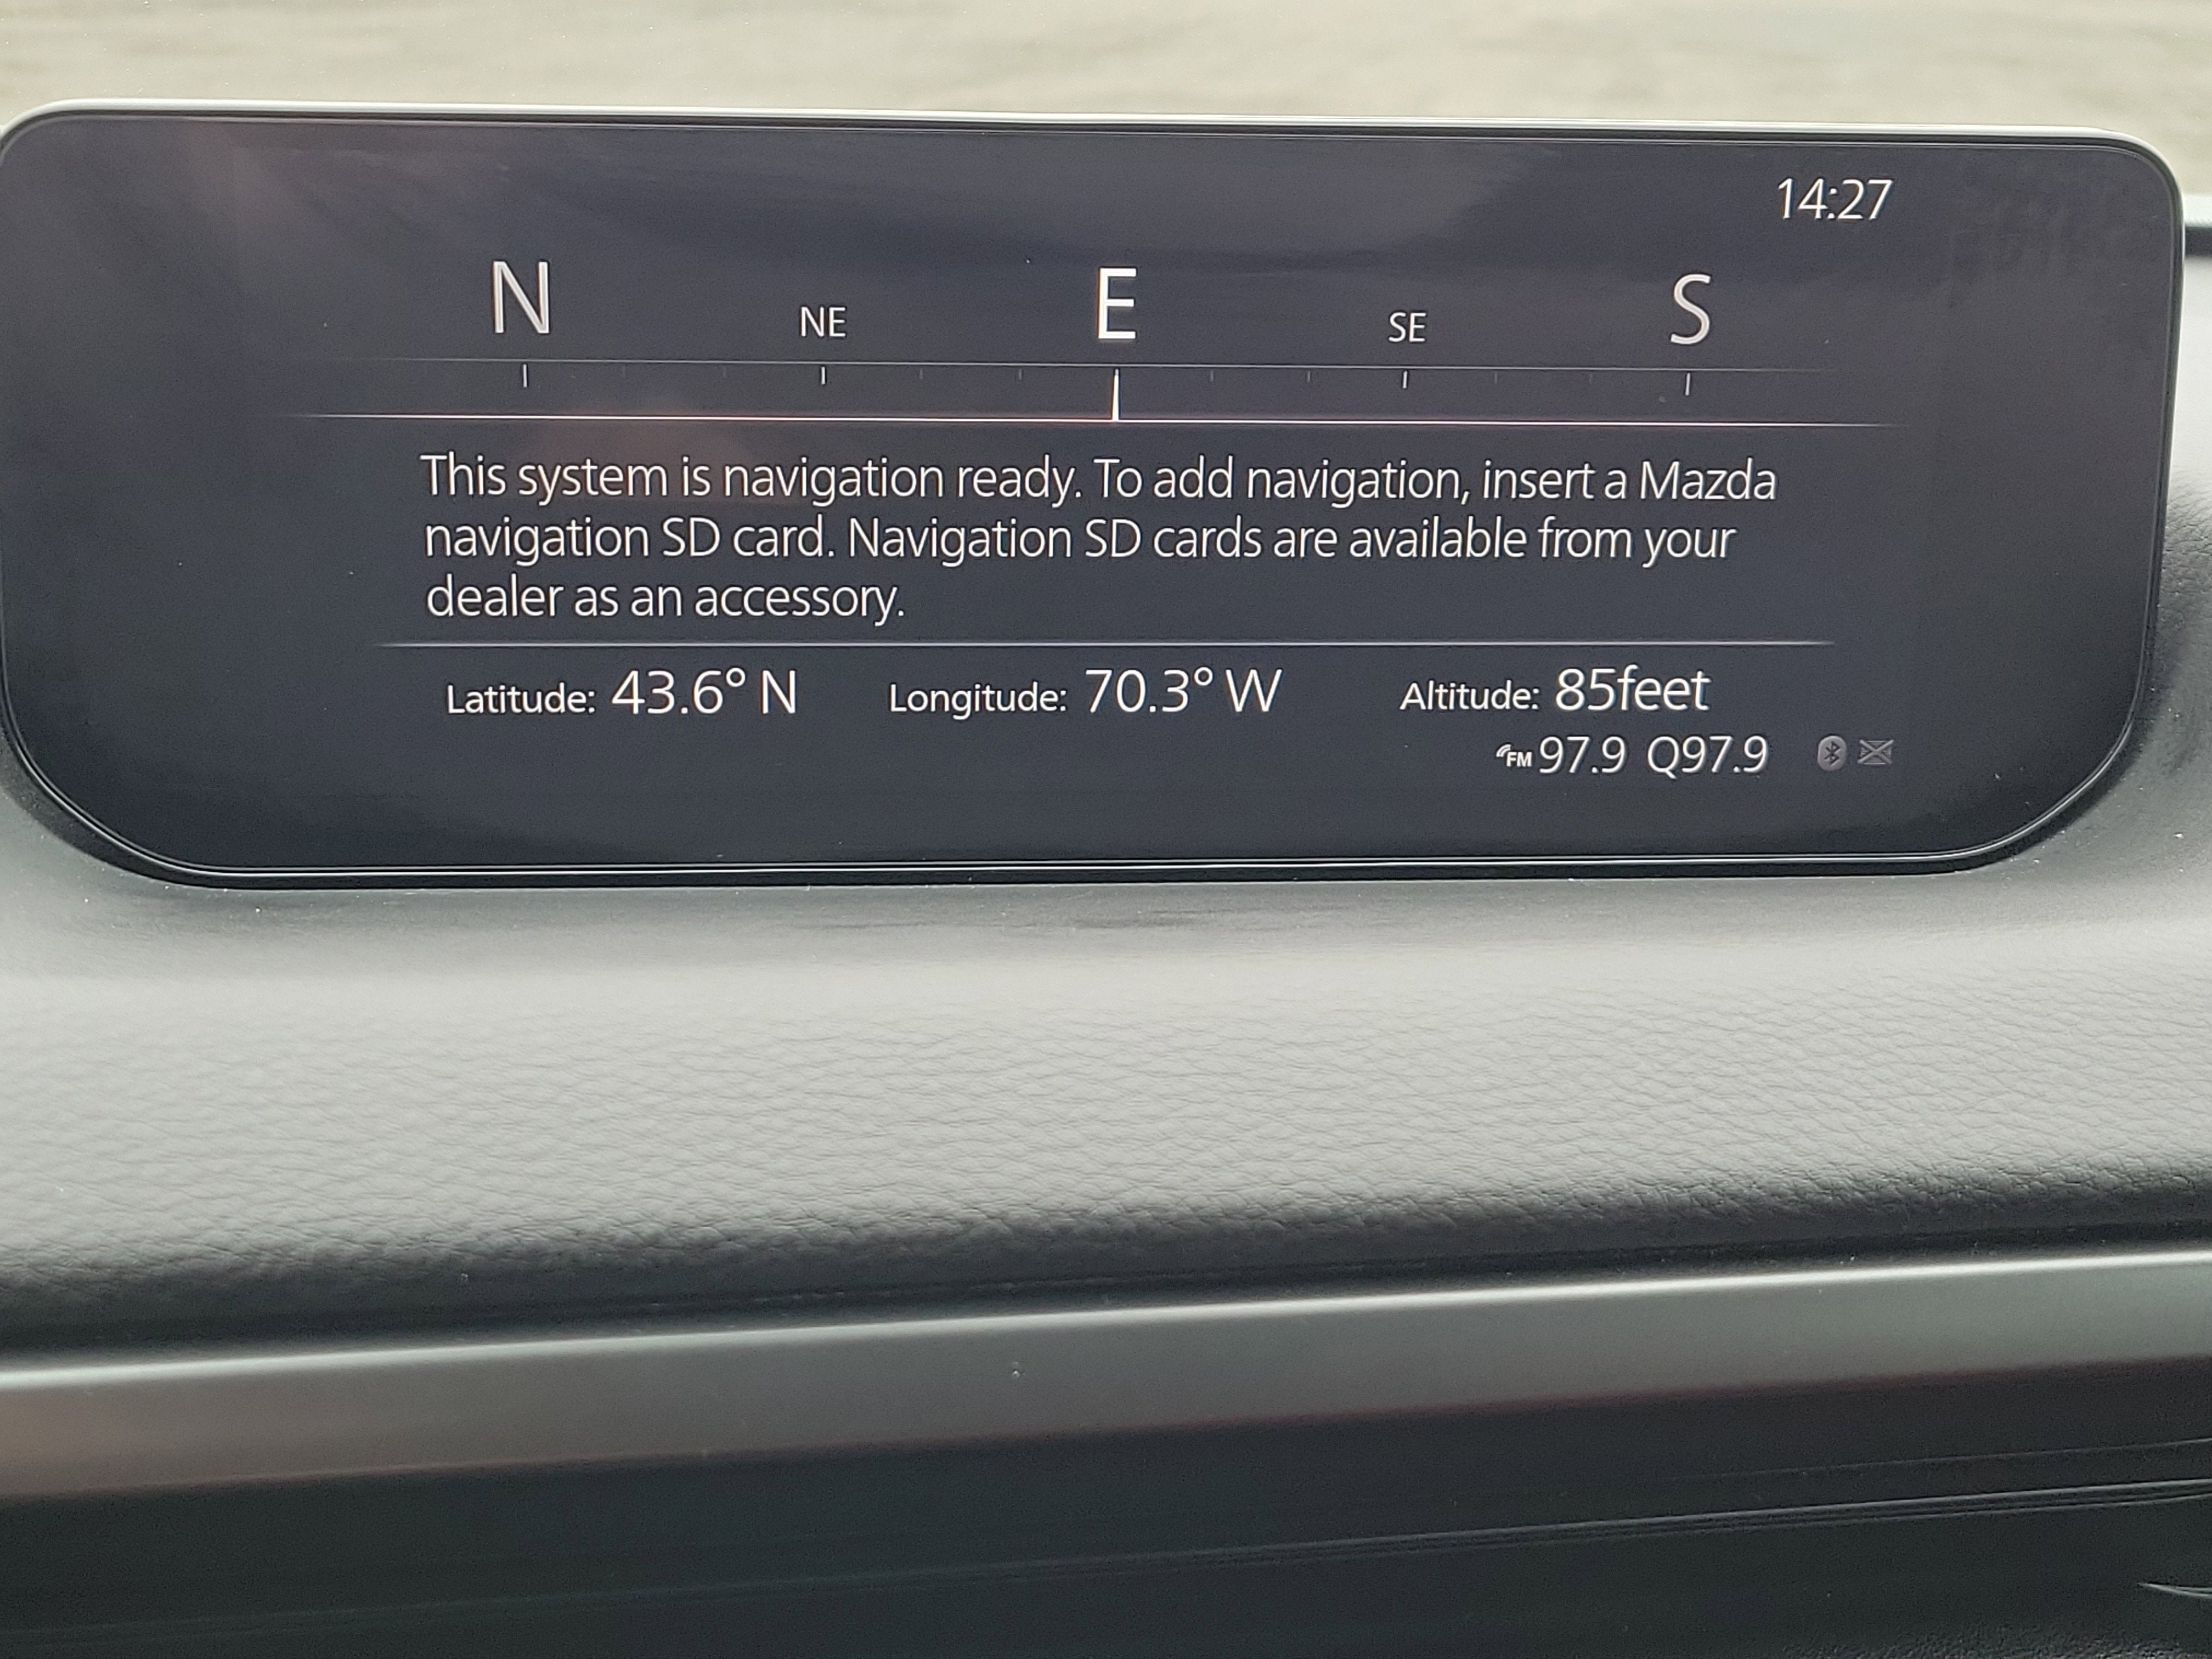 14:27
N NE E SE S
This system is navigation ready. To add navigation, insert a Mazda
navigation SD card. Navigation SD cards are available from your
dealer as an accessory.
Latitude: 43.6° N Longitude: 70.3° W Altitude: 85feet
FM 97.9 Q97.9